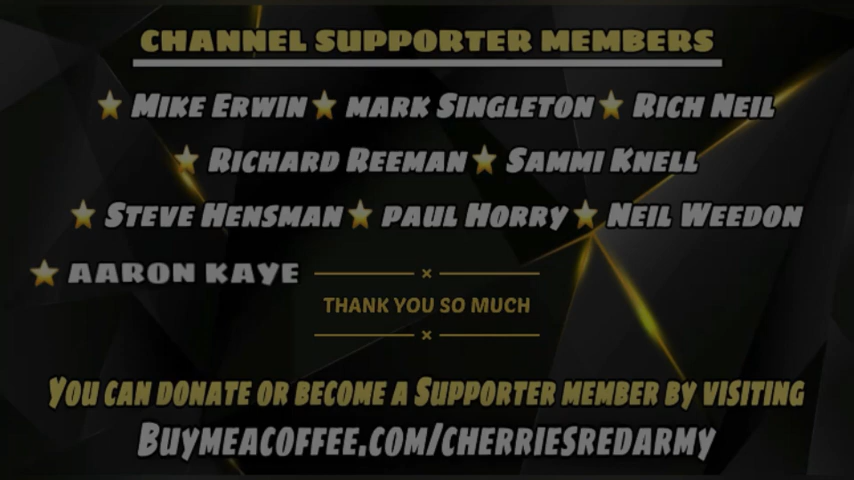 CHANNEL SUPPORTER MEMBERS
⭐ MIKE ERWIN ⭐ MARK SINGLETON ⭐ RICH NEIL
⭐ RICHARD REEMAN ⭐ SAMMI KNELL
⭐ STEVE HENSMAN ⭐ PAUL HORRY ⭐ NEIL WEEDON
⭐ AARON KAYE
THANK YOU SO MUCH
YOU CAN DONATE OR BECOME A SUPPORTER MEMBER BY VISITING
BUYMEACOFFEE.COM/CHERRIESREDARMY